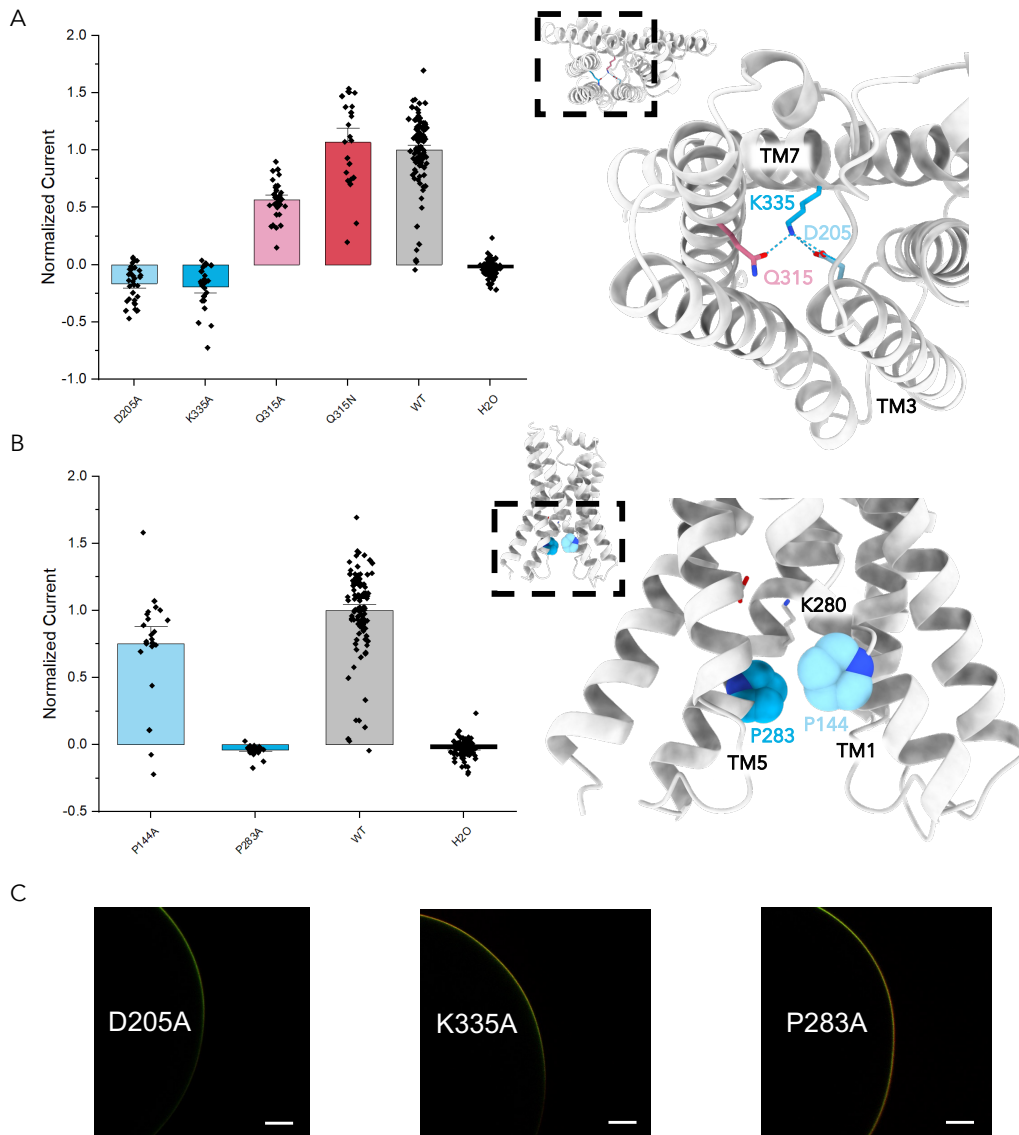 A
2.0
1.5
1.0
0.5
0.0
-0.5
-1.0
Normalized Current
D205A
K335A
Q315A
Q315N
WT
H2O
TM7
K335
D205
Q315
TM3
B
2.0
1.5
1.0
0.5
0.0
-0.5
Normalized Current
P144A
P283A
WT
H2O
K280
P283
P144
TM5
TM1
C
D205A
K335A
P283A